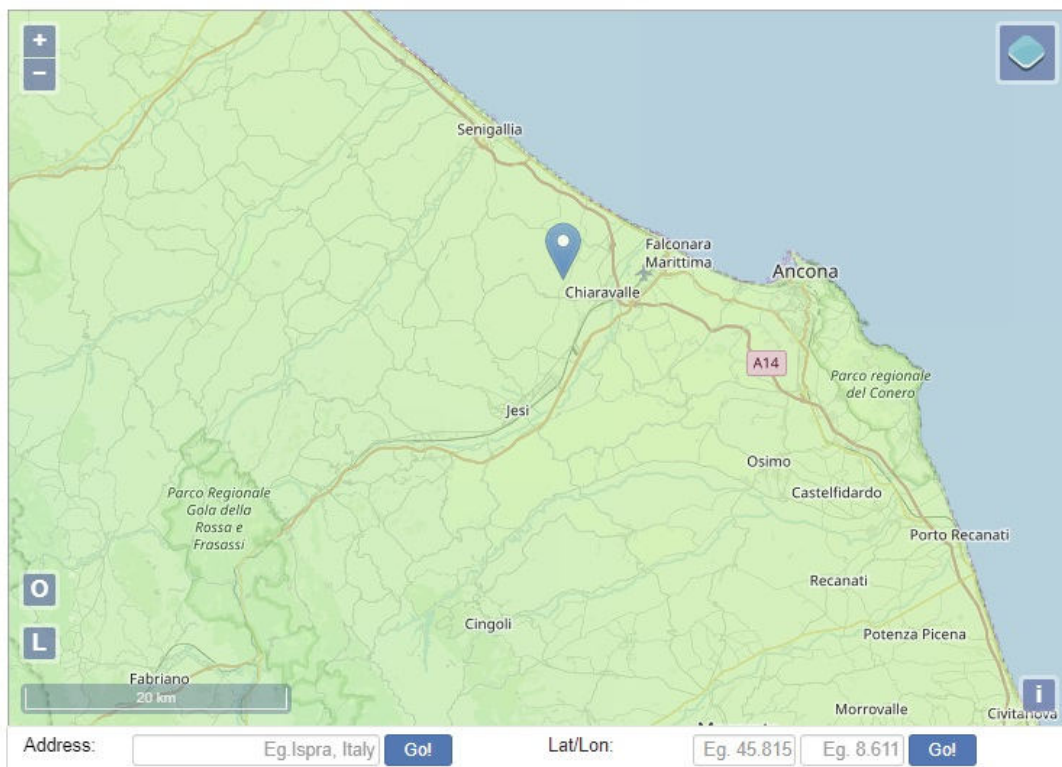 +
−
Senigallia
Falconara
Marittima
Ancona
Chiaravalle
A14
Parco regionale
del Conero
Jesi
Osimo
Parco Regionale
Gola della
Rossa e
Frasassi
Castelfidardo
Porto Recanati
Recanati
O
Cingoli
Potenza Picena
L
Fabriano
20 km
i
Morrovalle
Civitanova
Address:
Eg.Ispra, Italy
Go!
Lat/Lon:
Eg. 45.815
Eg. 8.611
Go!